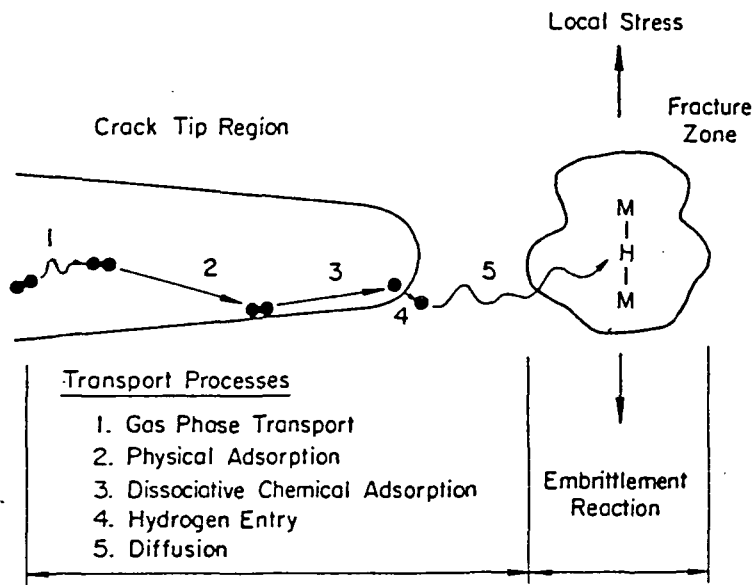 Local Stress
Fracture
Zone
Crack Tip Region
M
H
M
1
2
3
4
5
Transport Processes
1. Gas Phase Transport
2. Physical Adsorption
3. Dissociative Chemical Adsorption
4. Hydrogen Entry
5. Diffusion
Embrittlement
Reaction